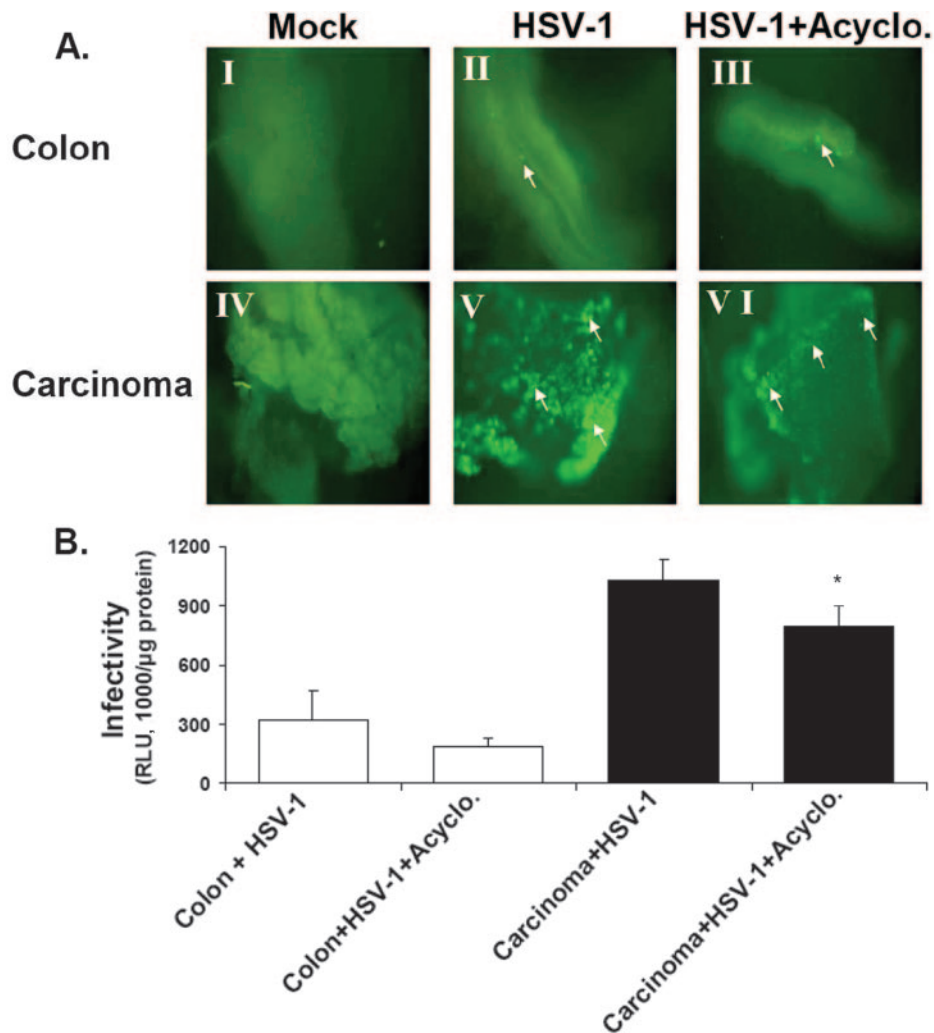 A.
Mock HSV-1 HSV-1+Acyclo.
Colon
I II III
Carcinoma
IV V V I
B.
Infectivity
(RLU, 1000/µg protein)
1200
900
600
300
0
*
Colon + HSV-1
Colon+HSV-1+Acyclo.
Carcinoma+HSV-1
Carcinoma+HSV-1+Acyclo.